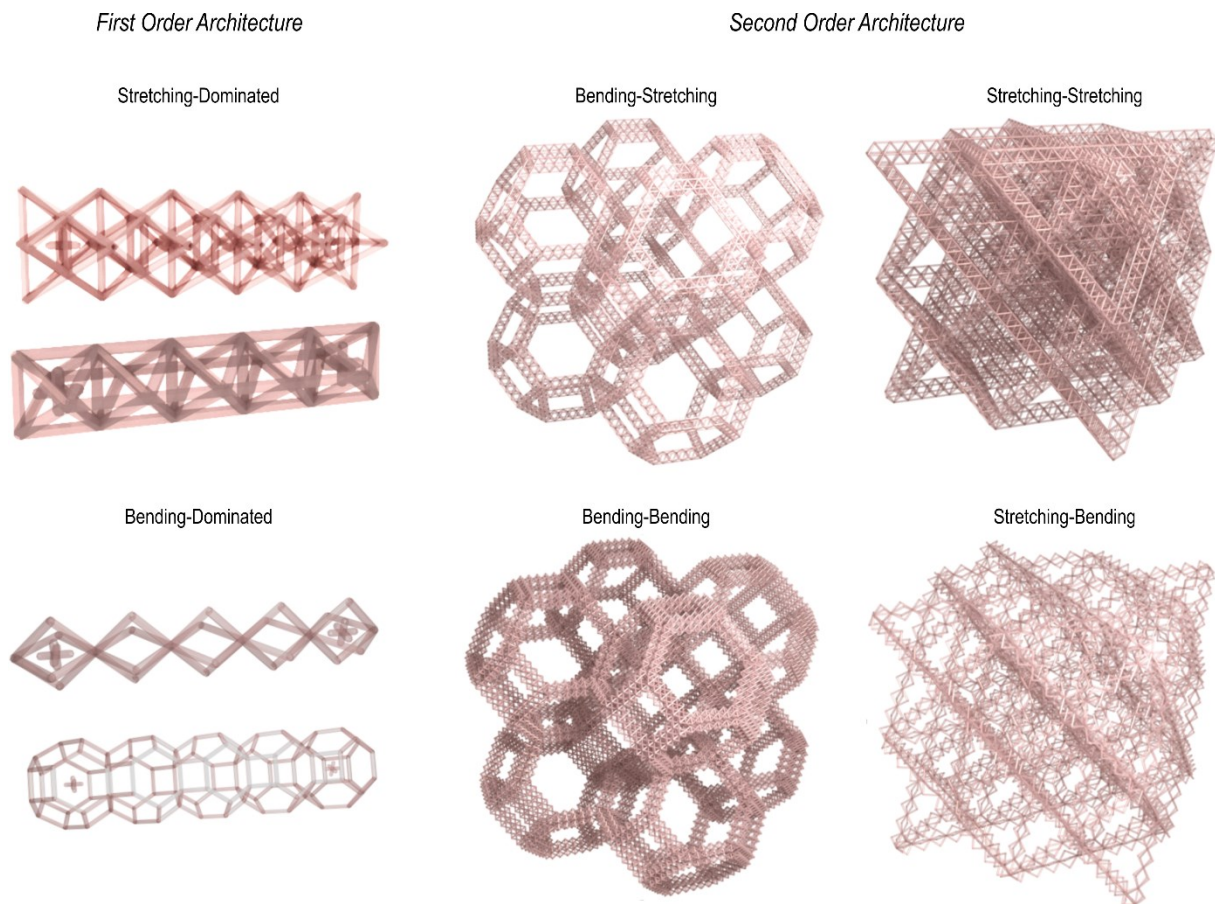 First Order Architecture
Second Order Architecture
Stretching-Dominated
Bending-Stretching
Stretching-Stretching
Bending-Dominated
Bending-Bending
Stretching-Bending